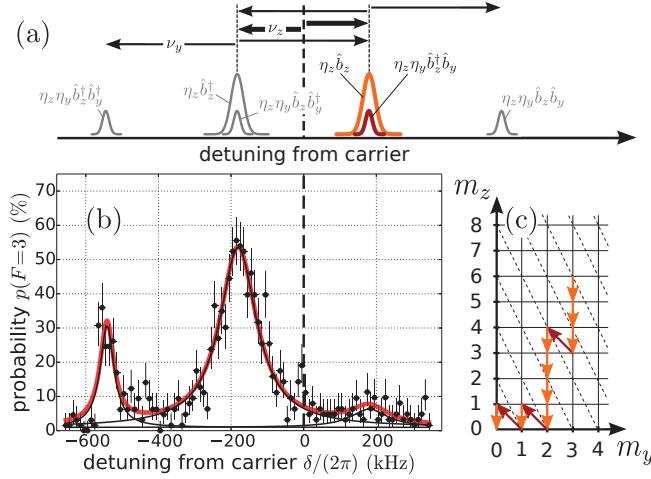 (a)
ν_y
ν_z
η_z b̂_z
η_z η_y b̂_z† b̂_y
η_z b̂_z†
η_z η_y b̂_z† b̂_y†
η_z η_y b̂_z b̂_y†
η_z η_y b̂_z b̂_y
detuning from carrier
(b)
probability p(F=3) (%)
70
60
50
40
30
20
10
0
−600 −400 −200 0 200
detuning from carrier δ/(2π) (kHz)
m_z
(c)
8
7
6
5
4
3
2
1
0
0 1 2 3 4
m_y